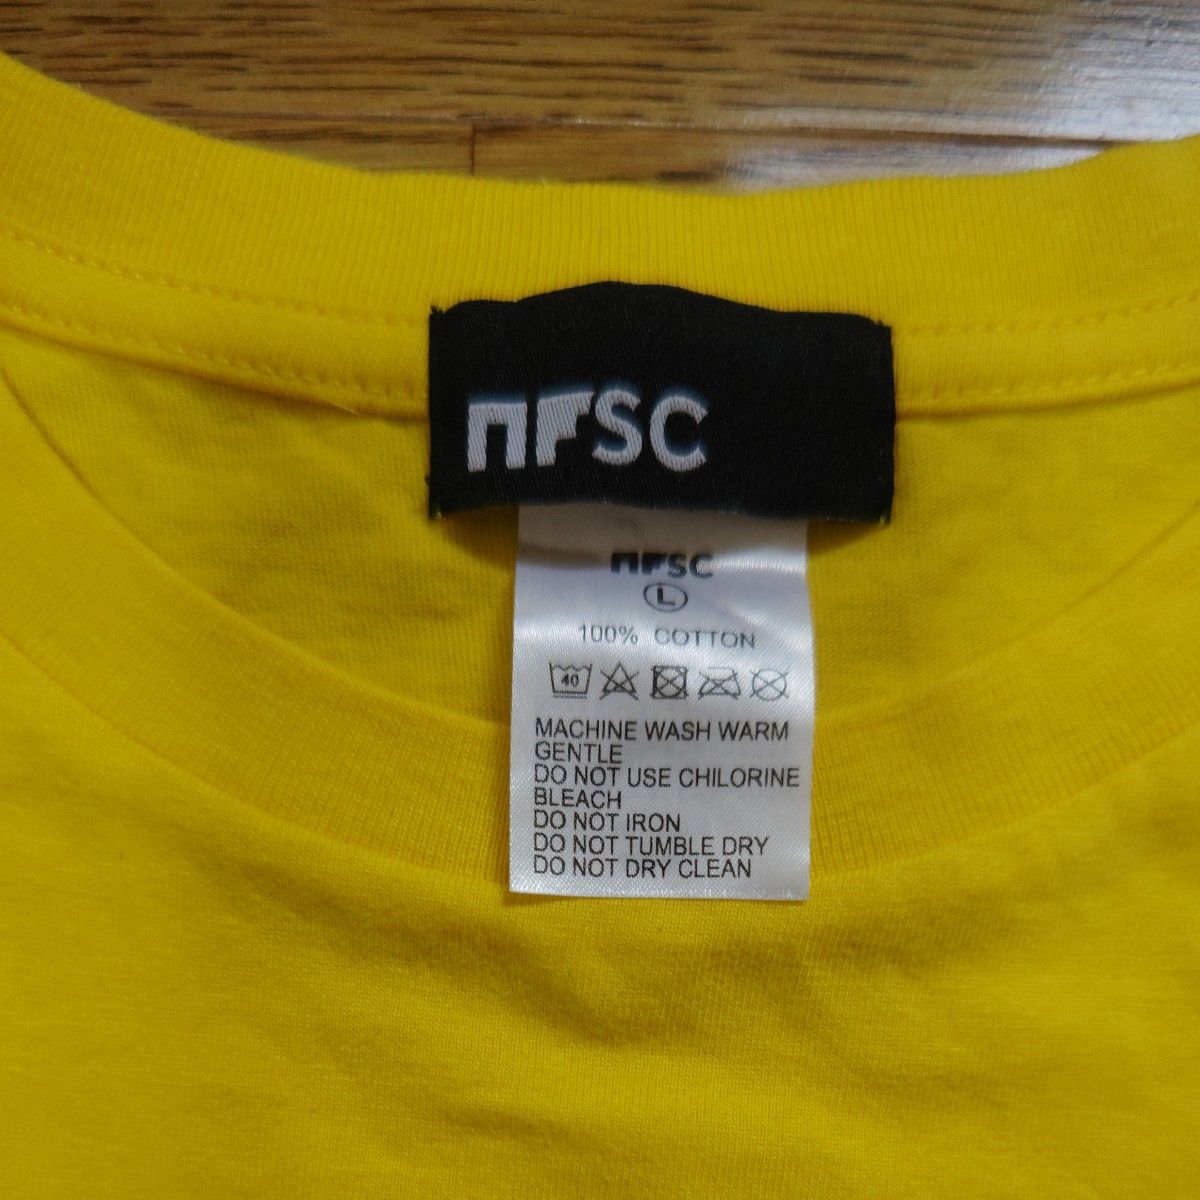 NFSC
NFSC
L
100% COTTON
40
MACHINE WASH WARM
GENTLE
DO NOT USE CHILORINE
BLEACH
DO NOT IRON
DO NOT TUMBLE DRY
DO NOT DRY CLEAN